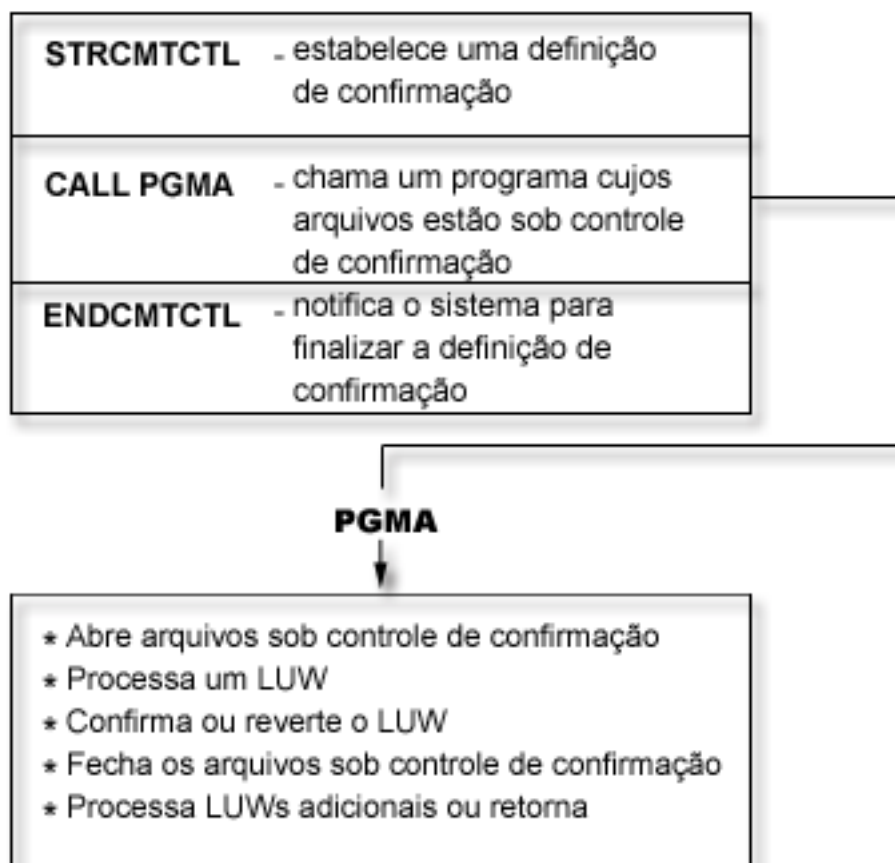 STRCMTCTL - estabelece uma definição
de confirmação
CALL PGMA - chama um programa cujos
arquivos estão sob controle
de confirmação
ENDCMTCTL - notifica o sistema para
finalizar a definição de
confirmação
PGMA
* Abre arquivos sob controle de confirmação
* Processa um LUW
* Confirma ou reverte o LUW
* Fecha os arquivos sob controle de confirmação
* Processa LUWs adicionais ou retorna